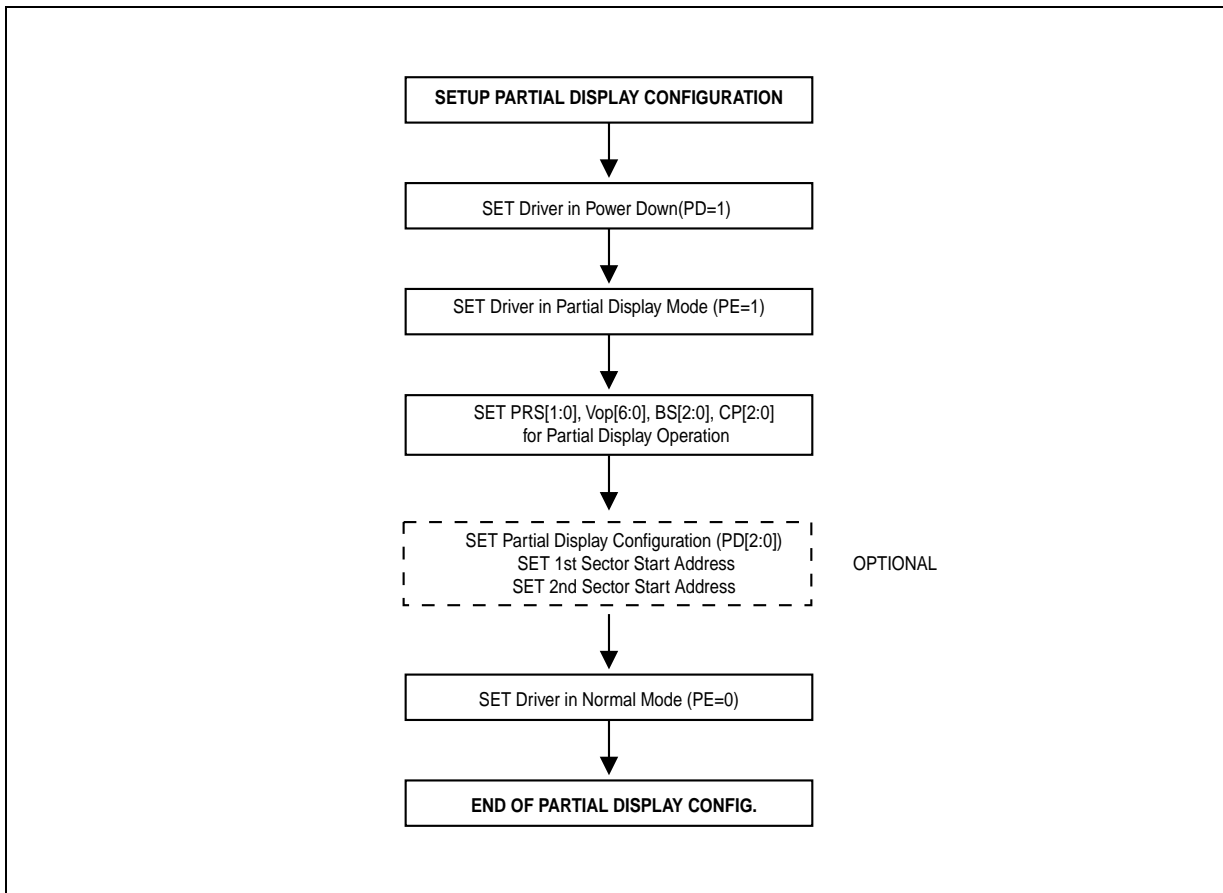 SETUP PARTIAL DISPLAY CONFIGURATION
SET Driver in Power Down(PD=1)
SET Driver in Partial Display Mode (PE=1)
SET PRS[1:0], Vop[6:0], BS[2:0], CP[2:0]
for Partial Display Operation
SET Partial Display Configuration (PD[2:0])
SET 1st Sector Start Address
SET 2nd Sector Start Address
OPTIONAL
SET Driver in Normal Mode (PE=0)
END OF PARTIAL DISPLAY CONFIG.